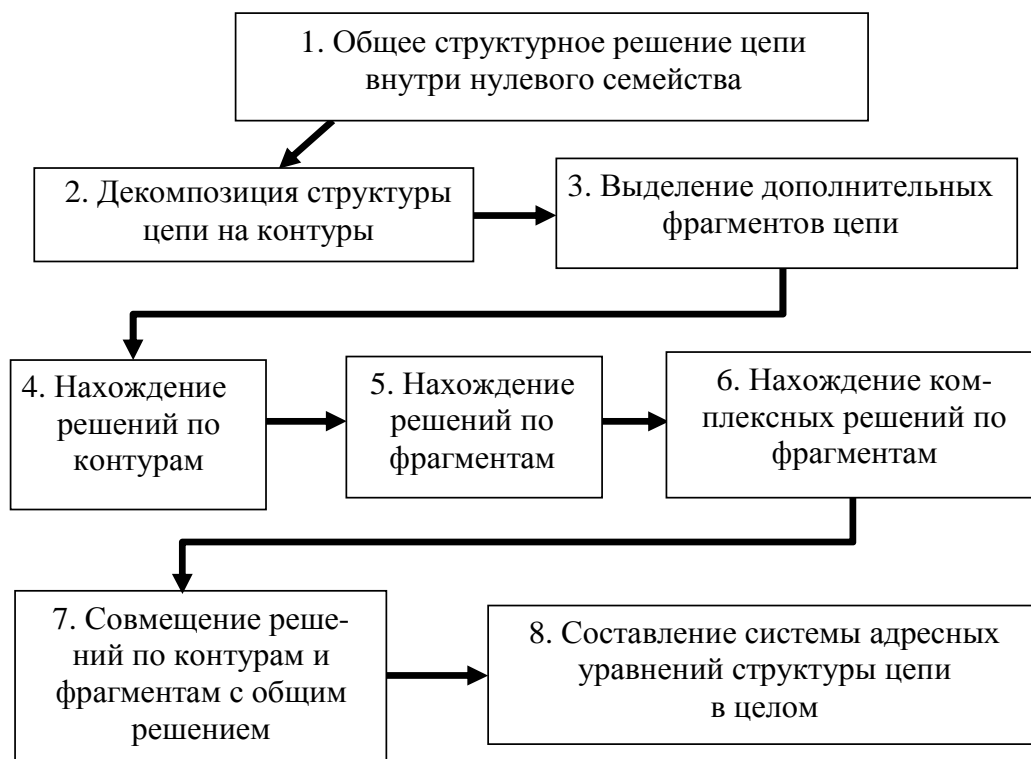 1. Общее структурное решение цепи
внутри нулевого семейства
2. Декомпозиция структуры
цепи на контуры
3. Выделение дополнительных
фрагментов цепи
4. Нахождение
решений по
контурам
5. Нахождение
решений по
фрагментам
6. Нахождение ком-
плексных решений по
фрагментам
7. Совмещение реше-
ний по контурам и
фрагментам с общим
решением
8. Составление системы адресных
уравнений структуры цепи
в целом